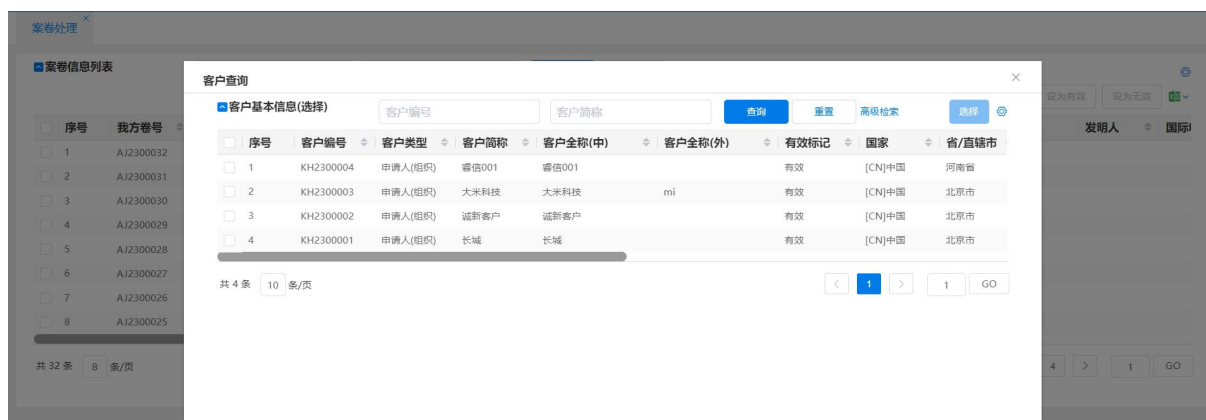 案卷处理
案卷信息列表
设为有效 设为无效
序号 我方卷号 发明人 国际
1 AJ2300032
2 AJ2300031
3 AJ2300030
4 AJ2300029
5 AJ2300028
6 AJ2300027
7 AJ2300026
8 AJ2300025
共 32 条 8 条/页 4 > 1 GO
客户查询
客户基本信息(选择) 客户编号 客户简称 查询 重置 高级检索 选择
序号 客户编号 客户类型 客户简称 客户全称(中) 客户全称(外) 有效标记 国家 省/直辖市
1 KH2300004 申请人(组织) 睿信001 睿信001 有效 [CN]中国 河南省
2 KH2300003 申请人(组织) 大米科技 大米科技 mi 有效 [CN]中国 北京市
3 KH2300002 申请人(组织) 诚新客户 诚新客户 有效 [CN]中国 北京市
4 KH2300001 申请人(组织) 长城 长城 有效 [CN]中国 北京市
共 4 条 10 条/页 < 1 > 1 GO